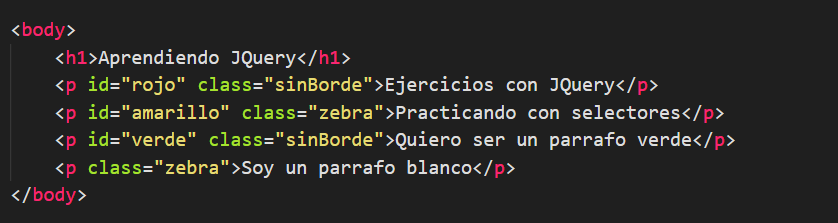 <body>
<h1>Aprendiendo JQuery</h1>
<p id="rojo" class="sinBorde">Ejercicios con JQuery</p>
<p id="amarillo" class="zebra">Practicando con selectores</p>
<p id="verde" class="sinBorde">Quiero ser un parrafo verde</p>
<p class="zebra">Soy un parrafo blanco</p>
</body>